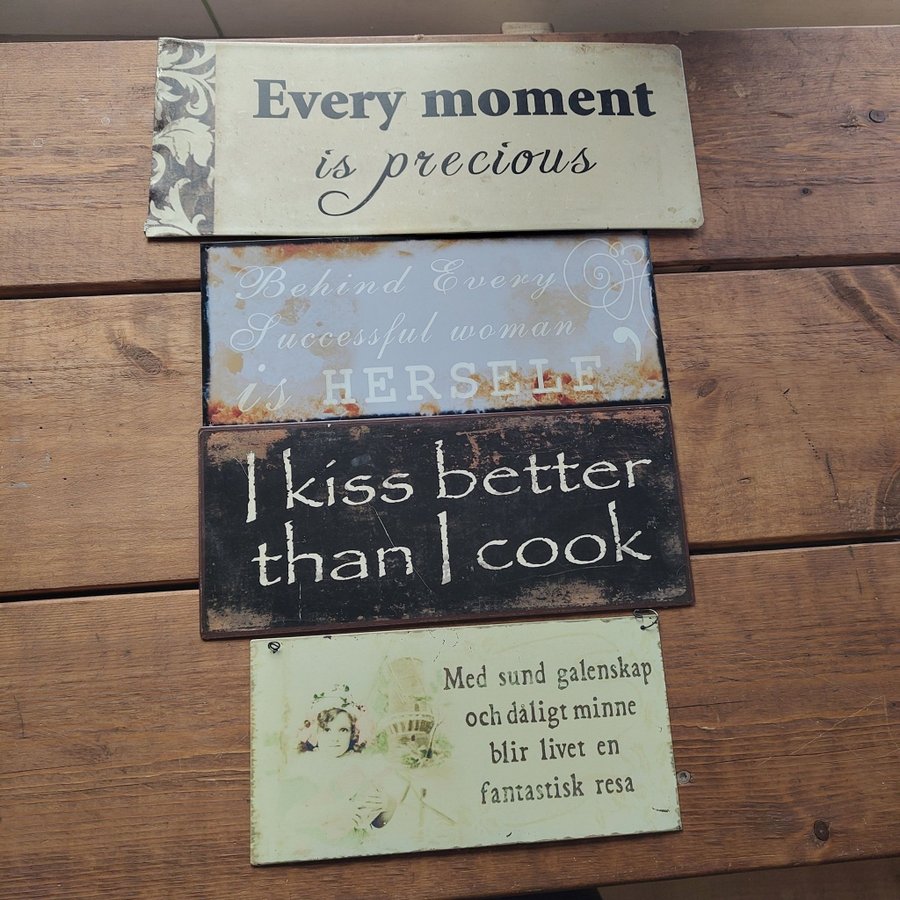 Every moment
is precious
Behind Every
Successful woman
is HERSELF
I kiss better
than I cook
Med sund galenskap
och dåligt minne
blir livet en
fantastisk resa